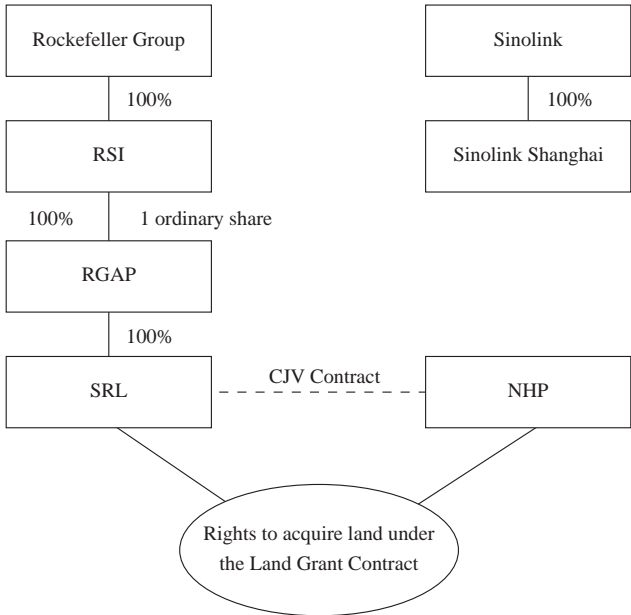 Rockefeller Group
Sinolink
100%
100%
RSI
Sinolink Shanghai
100%
1 ordinary share
RGAP
100%
SRL
CJV Contract
NHP
Rights to acquire land under
the Land Grant Contract